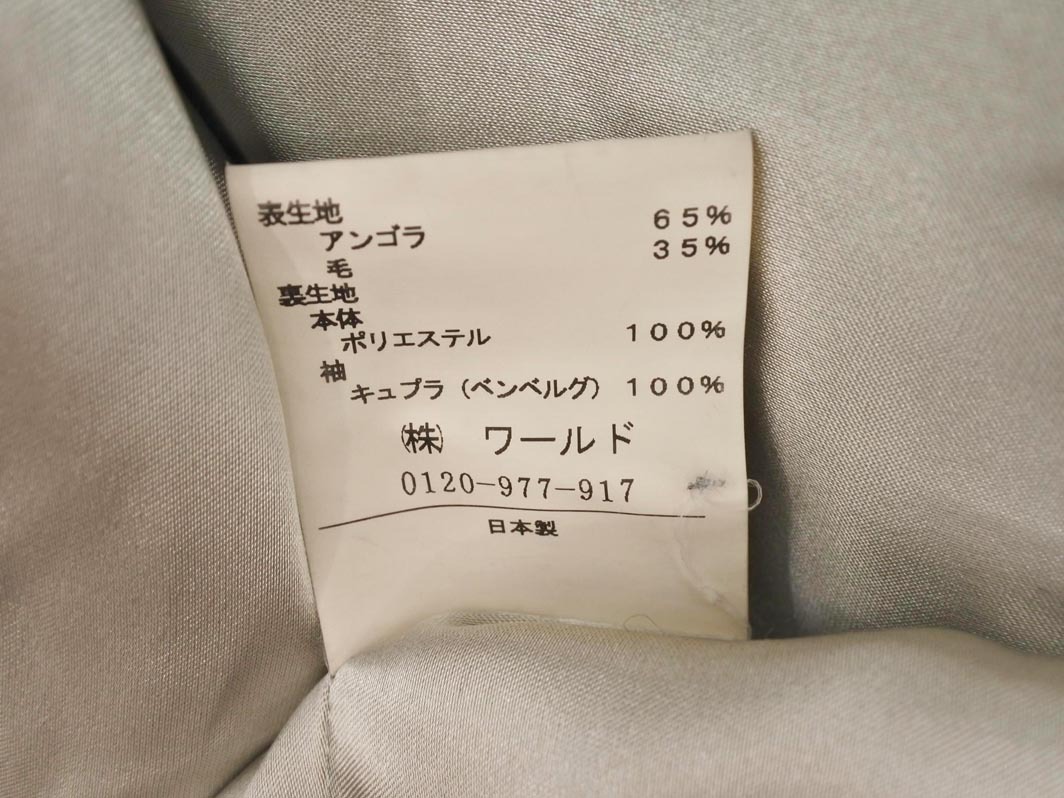 表生地
アンゴラ 65%
毛 35%
裏生地
本体
ポリエステル 100%
袖
キュプラ（ベンベルグ） 100%
㈱ ワールド
0120-977-917
日本製